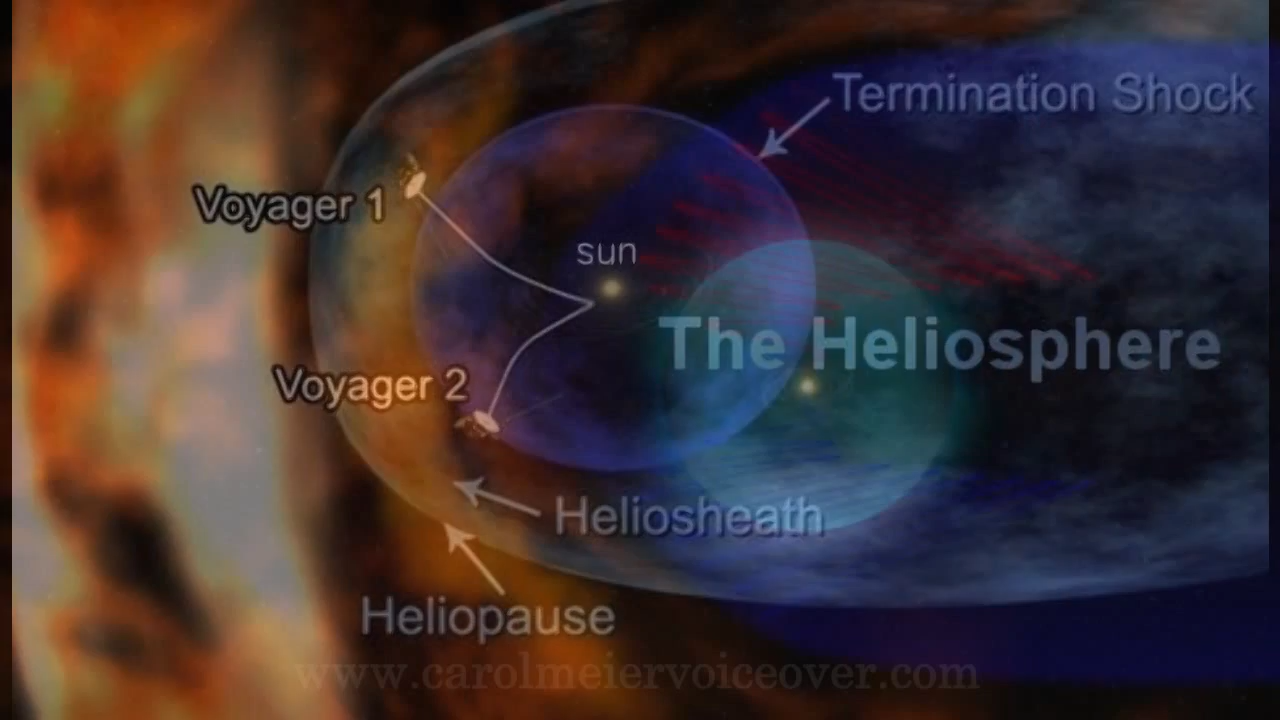 Termination Shock
Voyager 1
sun
The Heliosphere
Voyager 2
Heliosheath
Heliopause
www.carolmeiervoiceover.com